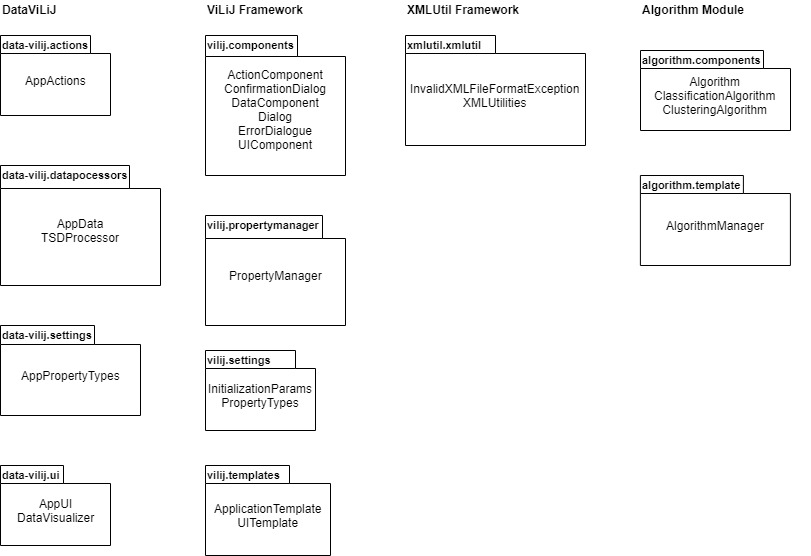 DataViLiJ
data-vilij.actions
AppActions
data-vilij.datapocessors
AppData
TSDProcessor
data-vilij.settings
AppPropertyTypes
data-vilij.ui
AppUI
DataVisualizer
ViLiJ Framework
vilij.components
ActionComponent
ConfirmationDialog
DataComponent
Dialog
ErrorDialogue
UIComponent
vilij.propertymanager
PropertyManager
vilij.settings
InitializationParams
PropertyTypes
vilij.templates
ApplicationTemplate
UITemplate
XMLUtil Framework
xmlutil.xmlutil
InvalidXMLFileFormatException
XMLUtilities
Algorithm Module
algorithm.components
Algorithm
ClassificationAlgorithm
ClusteringAlgorithm
algorithm.template
AlgorithmManager